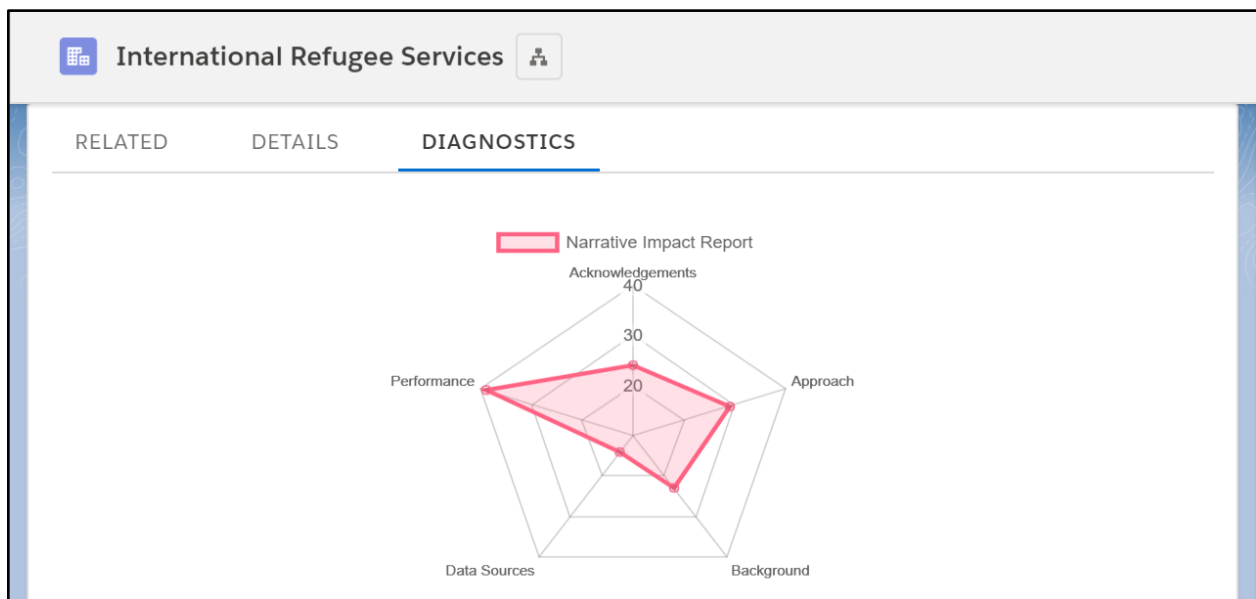 International Refugee Services
RELATED DETAILS DIAGNOSTICS
Narrative Impact Report
Acknowledgements
40
30
20
Performance
Approach
Data Sources
Background